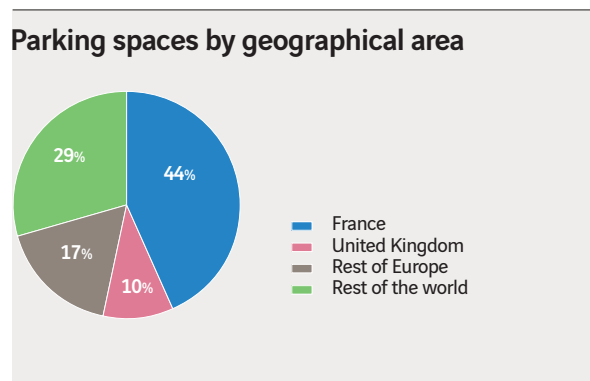 Parking spaces by geographical area
29%
44%
17%
10%
France
United Kingdom
Rest of Europe
Rest of the world